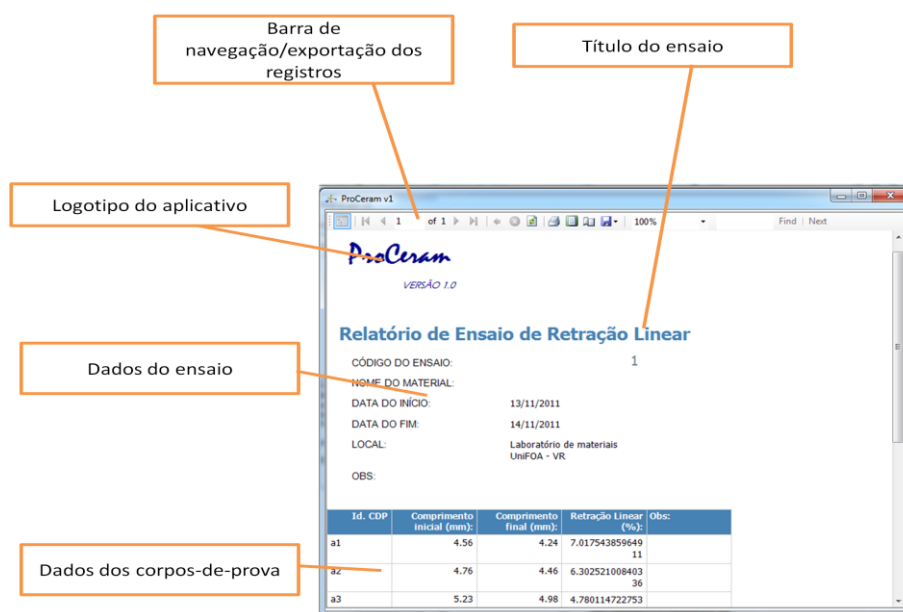 Barra de
navegação/exportação dos
registros
Título do ensaio
Logotipo do aplicativo
Dados do ensaio
Dados dos corpos-de-prova
ProCeram v1
1 of 1 100% Find | Next
ProCeram
VERSÃO 1.0
Relatório de Ensaio de Retração Linear
CÓDIGO DO ENSAIO: 1
NOME DO MATERIAL:
DATA DO INÍCIO: 13/11/2011
DATA DO FIM: 14/11/2011
LOCAL: Laboratório de materiais
UniFOA - VR
OBS:
Id. CDP Comprimento inicial (mm): Comprimento final (mm): Retração Linear (%): Obs:
a1 4.56 4.24 7.017543859649
11
a2 4.76 4.46 6.302521008403
36
a3 5.23 4.98 4.780114722753